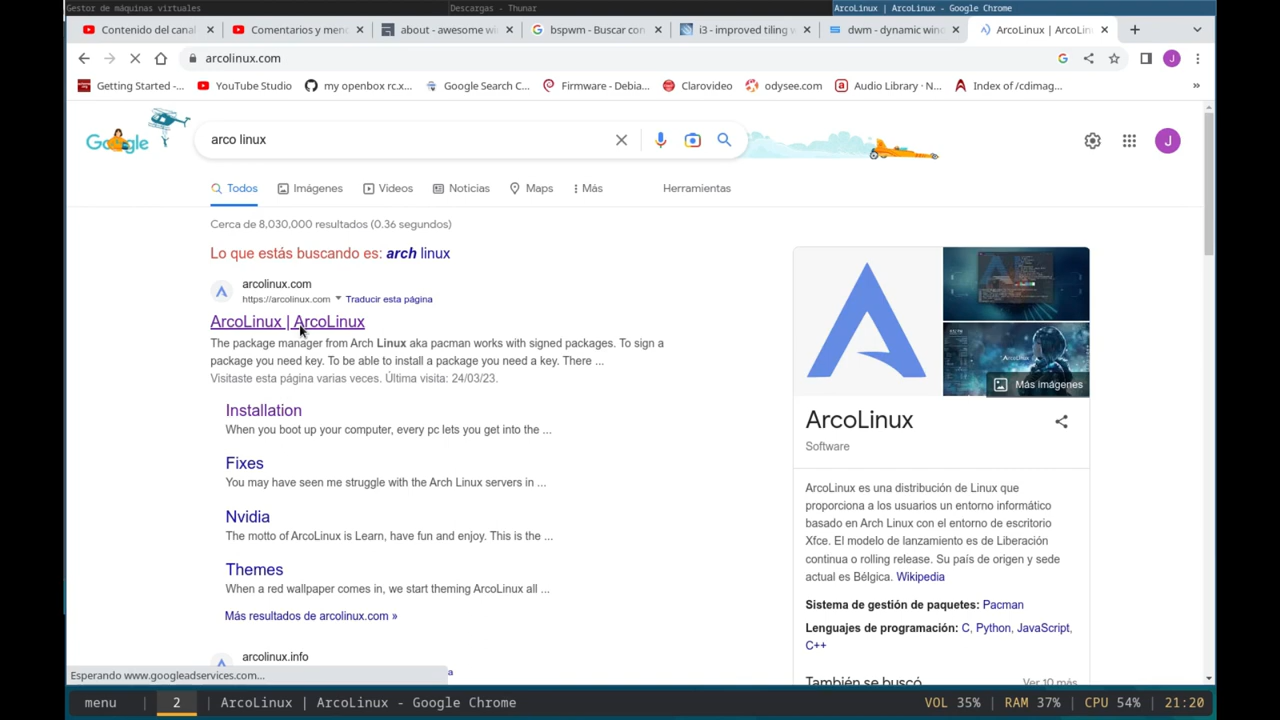 Gestor de máquinas virtuales
Descargas - Thunar
ArcoLinux | ArcoLinux - Google Chrome
Contenido del canal
Comentarios y menc
about - awesome wi
bspwm - Buscar con
i3 - improved tiling v
dwm - dynamic wind
ArcoLinux | ArcoLin
arcolinux.com
J
Getting Started -...
YouTube Studio
my openbox rc.x...
Google Search C...
Firmware - Debia...
Clarovideo
odysee.com
Audio Library · N...
Index of /cdimag...
»
Google
arco linux
J
Todos
Imágenes
Videos
Noticias
Maps
Más
Herramientas
Cerca de 8,030,000 resultados (0.36 segundos)
Lo que estás buscando es: arch linux
arcolinux.com
https://arcolinux.com Traducir esta página
ArcoLinux | ArcoLinux
The package manager from Arch Linux aka pacman works with signed packages. To sign a
package you need key. To be able to install a package you need a key. There ...
Visitaste esta página varias veces. Última visita: 24/03/23.
Installation
When you boot up your computer, every pc lets you get into the ...
Fixes
You may have seen me struggle with the Arch Linux servers in ...
Nvidia
The motto of ArcoLinux is Learn, have fun and enjoy. This is the ...
Themes
When a red wallpaper comes in, we start theming ArcoLinux all ...
Más resultados de arcolinux.com »
arcolinux.info
Más imágenes
ArcoLinux
Software
ArcoLinux es una distribución de Linux que
proporciona a los usuarios un entorno informático
basado en Arch Linux con el entorno de escritorio
Xfce. El modelo de lanzamiento es de Liberación
continua o rolling release. Su país de origen y sede
actual es Bélgica. Wikipedia
Sistema de gestión de paquetes: Pacman
Lenguajes de programación: C, Python, JavaScript,
C++
También se buscó
Ver 10 más
Esperando www.googleadservices.com...
menu | 2 | ArcoLinux | ArcoLinux - Google Chrome
VOL 35% | RAM 37% | CPU 54% | 21:20